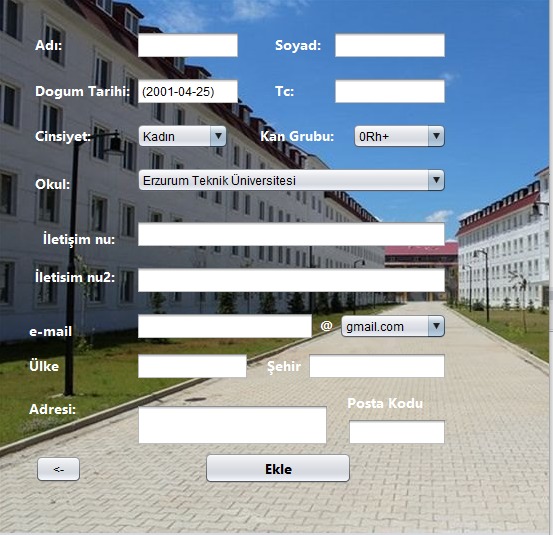 Adı: Soyad:
Dogum Tarihi: (2001-04-25) Tc:
Cinsiyet: Kadın Kan Grubu: 0Rh+
Okul: Erzurum Teknik Üniversitesi
İletişim nu:
İletisim nu2:
e-mail @ gmail.com
Ülke Şehir
Adresi: Posta Kodu
<- Ekle